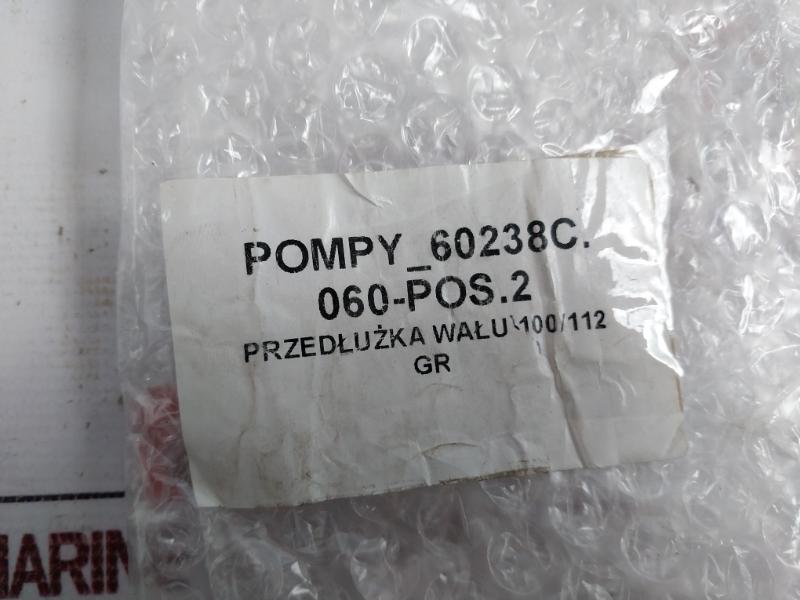 POMPY_60238C.
060-POS.2
PRZEDŁUŻKA WAŁU 100/112
GR
MARIN